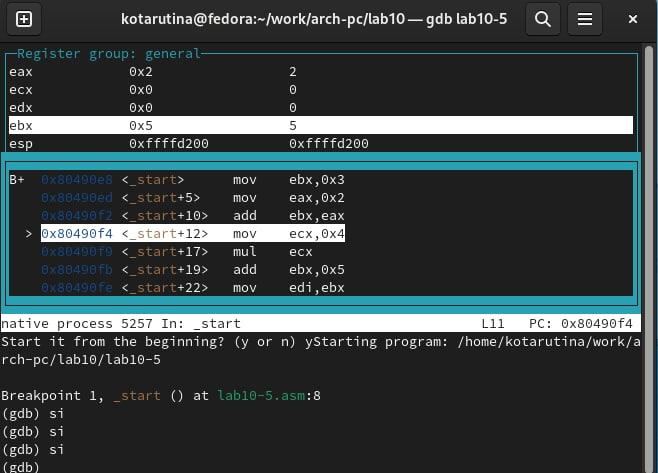 kotarutina@fedora:~/work/arch-pc/lab10 — gdb lab10-5
Register group: general
eax 0x2 2
ecx 0x0 0
edx 0x0 0
ebx 0x5 5
esp 0xffffd200 0xffffd200
B+ 0x80490e8 <_start> mov ebx,0x3
0x80490ed <_start+5> mov eax,0x2
0x80490f2 <_start+10> add ebx,eax
> 0x80490f4 <_start+12> mov ecx,0x4
0x80490f9 <_start+17> mul ecx
0x80490fb <_start+19> add ebx,0x5
0x80490fe <_start+22> mov edi,ebx
native process 5257 In: _start L11 PC: 0x80490f4
Start it from the beginning? (y or n) yStarting program: /home/kotarutina/work/a
rch-pc/lab10/lab10-5
Breakpoint 1, _start () at lab10-5.asm:8
(gdb) si
(gdb) si
(gdb) si
(gdb)